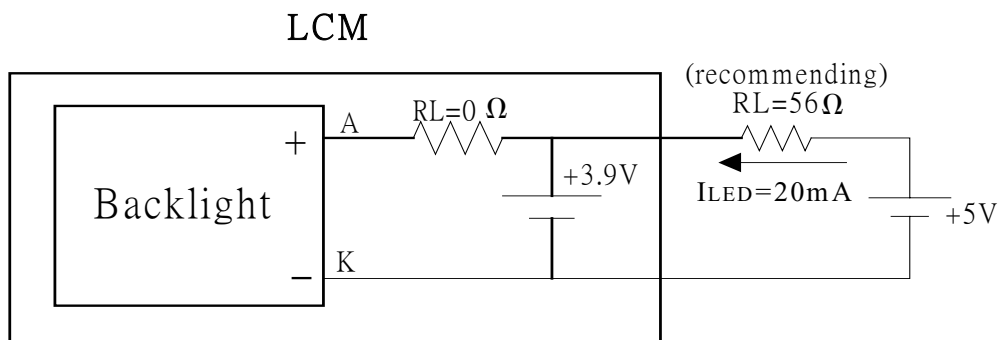 LCM
(recommending)
RL=56Ω
RL=0 Ω
A
+
+3.9V
ILED=20mA
Backlight
+5V
−
K